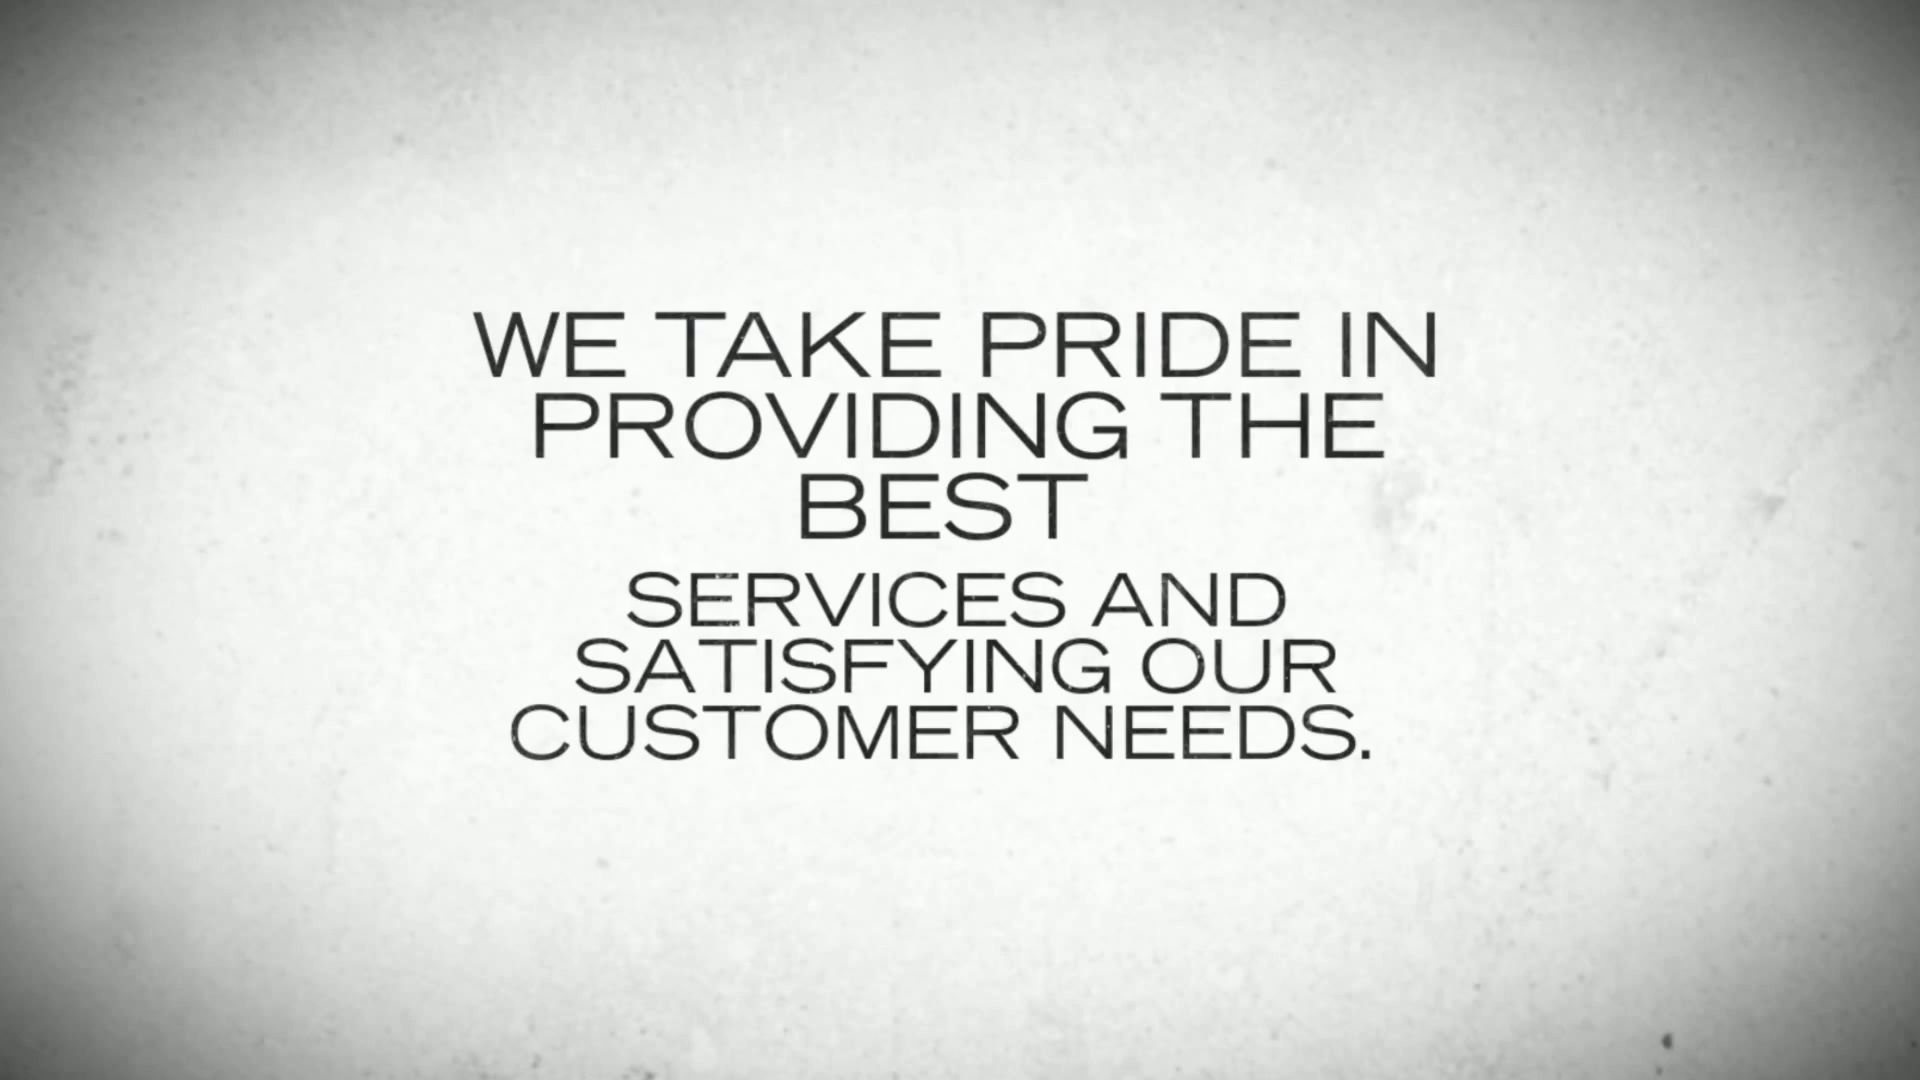 WE TAKE PRIDE IN
PROVIDING THE
BEST
SERVICES AND
SATISFYING OUR
CUSTOMER NEEDS.